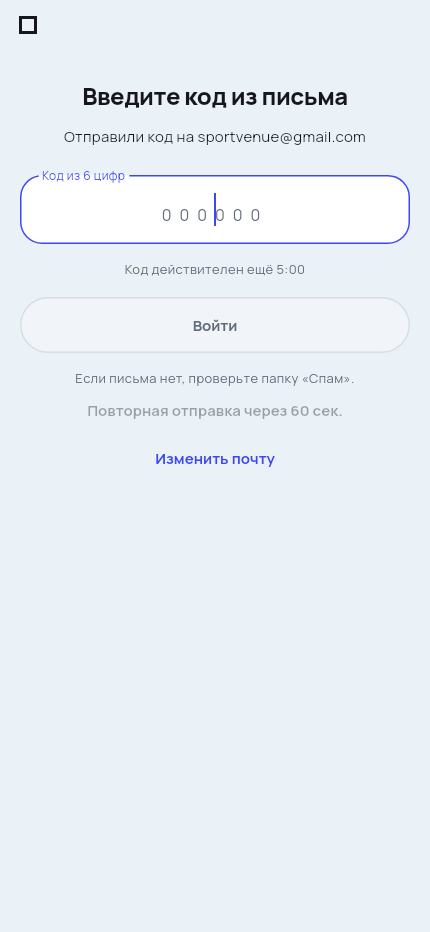 Введите код из письма
Отправили код на sportvenue@gmail.com
Код из 6 цифр
0 0 0 0 0 0
Код действителен ещё 5:00
Войти
Если письма нет, проверьте папку «Спам».
Повторная отправка через 60 сек.
Изменить почту